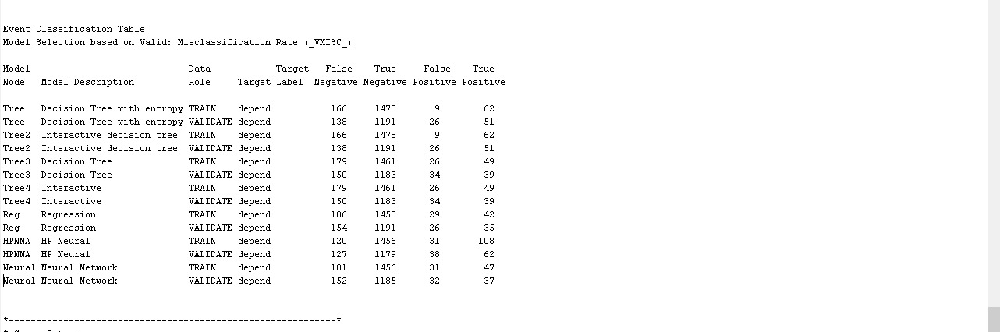 Event Classification Table
Model Selection based on Valid: Misclassification Rate (_VMISC_)
Model Data Target False True False True
Node Model Description Role Target Label Negative Negative Positive Positive
Tree Decision Tree with entropy TRAIN depend 166 1478 9 62
Tree Decision Tree with entropy VALIDATE depend 138 1191 26 51
Tree2 Interactive decision tree TRAIN depend 166 1478 9 62
Tree2 Interactive decision tree VALIDATE depend 138 1191 26 51
Tree3 Decision Tree TRAIN depend 179 1461 26 49
Tree3 Decision Tree VALIDATE depend 150 1183 34 39
Tree4 Interactive TRAIN depend 179 1461 26 49
Tree4 Interactive VALIDATE depend 150 1183 34 39
Reg Regression TRAIN depend 186 1458 29 42
Reg Regression VALIDATE depend 154 1191 26 35
HPNNA HP Neural TRAIN depend 120 1456 31 108
HPNNA HP Neural VALIDATE depend 127 1179 38 62
Neural Neural Network TRAIN depend 181 1456 31 47
Neural Neural Network VALIDATE depend 152 1185 32 37
*------------------------------------------------------------*